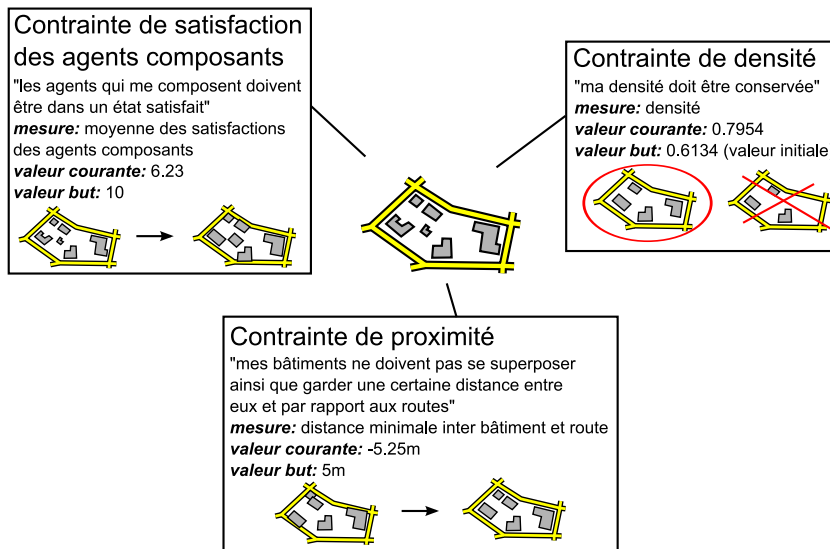 Contrainte de satisfaction
des agents composants
"les agents qui me composent doivent
être dans un état satisfait"
mesure: moyenne des satisfactions
des agents composants
valeur courante: 6.23
valeur but: 10
Contrainte de densité
"ma densité doit être conservée"
mesure: densité
valeur courante: 0.7954
valeur but: 0.6134 (valeur initiale
Contrainte de proximité
"mes bâtiments ne doivent pas se superposer
ainsi que garder une certaine distance entre
eux et par rapport aux routes"
mesure: distance minimale inter bâtiment et route
valeur courante: -5.25m
valeur but: 5m